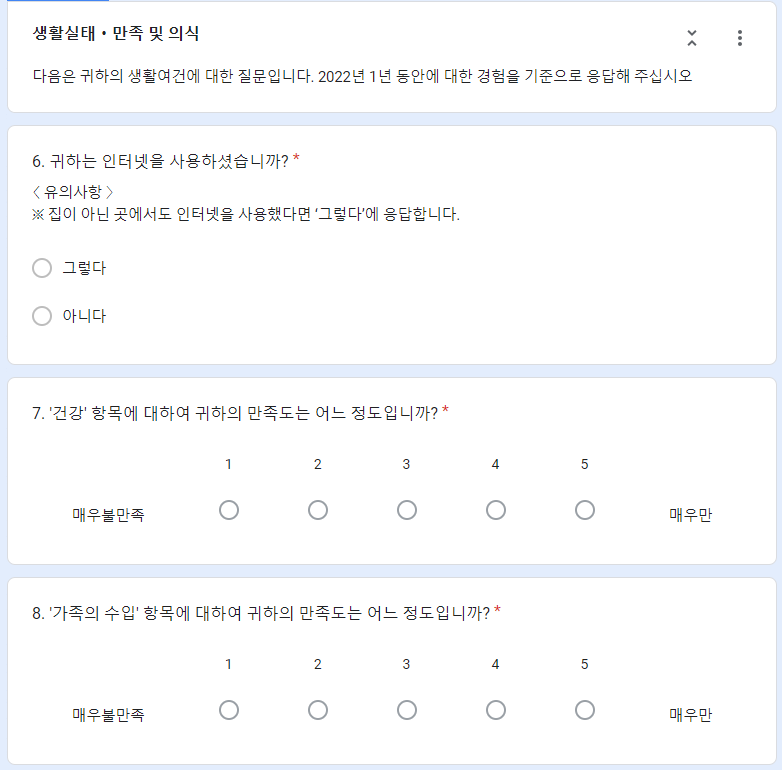 생활실태 • 만족 및 의식
다음은 귀하의 생활여건에 대한 질문입니다. 2022년 1년 동안에 대한 경험을 기준으로 응답해 주십시오
6. 귀하는 인터넷을 사용하셨습니까? *
〈 유의사항 〉
※ 집이 아닌 곳에서도 인터넷을 사용했다면 ‘그렇다’에 응답합니다.
그렇다
아니다
7. '건강' 항목에 대하여 귀하의 만족도는 어느 정도입니까? *
1 2 3 4 5
매우불만족 매우만
8. '가족의 수입' 항목에 대하여 귀하의 만족도는 어느 정도입니까? *
1 2 3 4 5
매우불만족 매우만